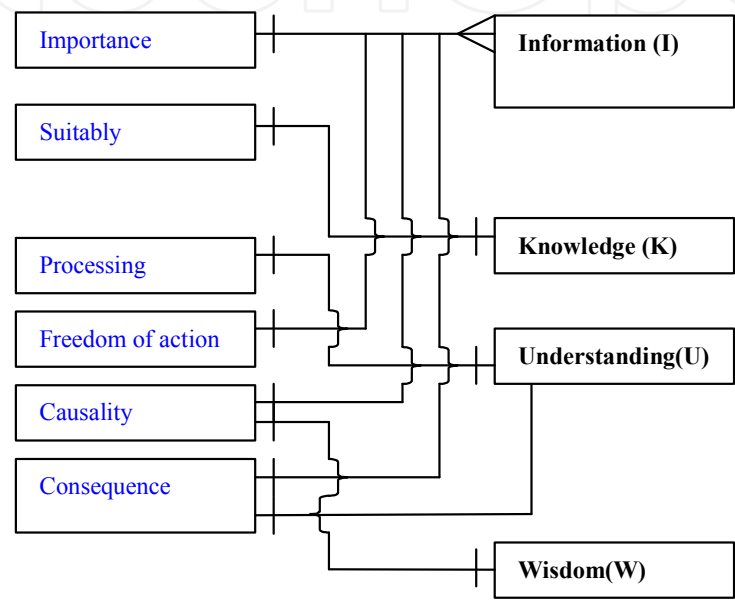 Importance
Information (I)
Suitably
Knowledge (K)
Processing
Freedom of action
Understanding(U)
Causality
Consequence
Wisdom(W)